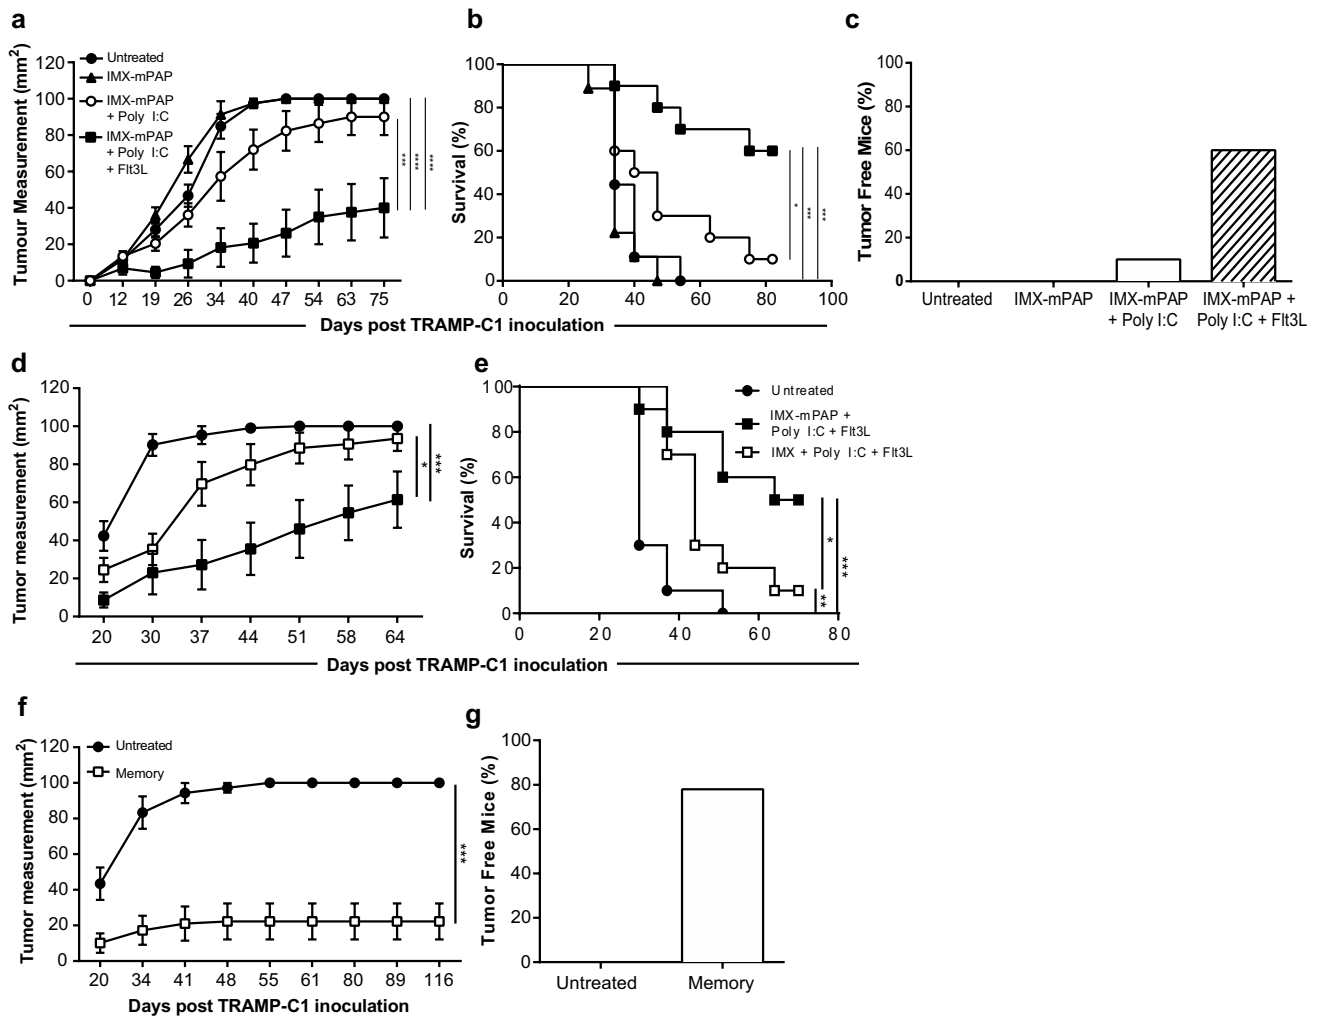 a
Tumour Measurement (mm2)
120
100
80
60
40
20
0
0 12 19 26 34 40 47 54 63 75
Untreated
IMX-mPAP
IMX-mPAP
+ Poly I:C
IMX-mPAP
+ Poly I:C
+ Flt3L
*** **** ****
b
Survival (%)
100
80
60
40
20
0
0 20 40 60 80 100
* *** ***
Days post TRAMP-C1 inoculation
c
Tumor Free Mice (%)
100
80
60
40
20
0
Untreated IMX-mPAP IMX-mPAP IMX-mPAP +
+ Poly I:C Poly I:C + Flt3L
d
Tumor measurement (mm2)
120
100
80
60
40
20
0
20 30 37 44 51 58 64
* ***
e
Survival (%)
100
80
60
40
20
0
0 20 40 60 80
Untreated
IMX-mPAP +
Poly I:C + Flt3L
IMX + Poly I:C + Flt3L
* ***
**
Days post TRAMP-C1 inoculation
f
Tumor measurement (mm2)
120
100
80
60
40
20
0
20 34 41 48 55 61 80 89 116
Untreated
Memory
***
Days post TRAMP-C1 inoculation
g
Tumor Free Mice (%)
100
80
60
40
20
0
Untreated Memory